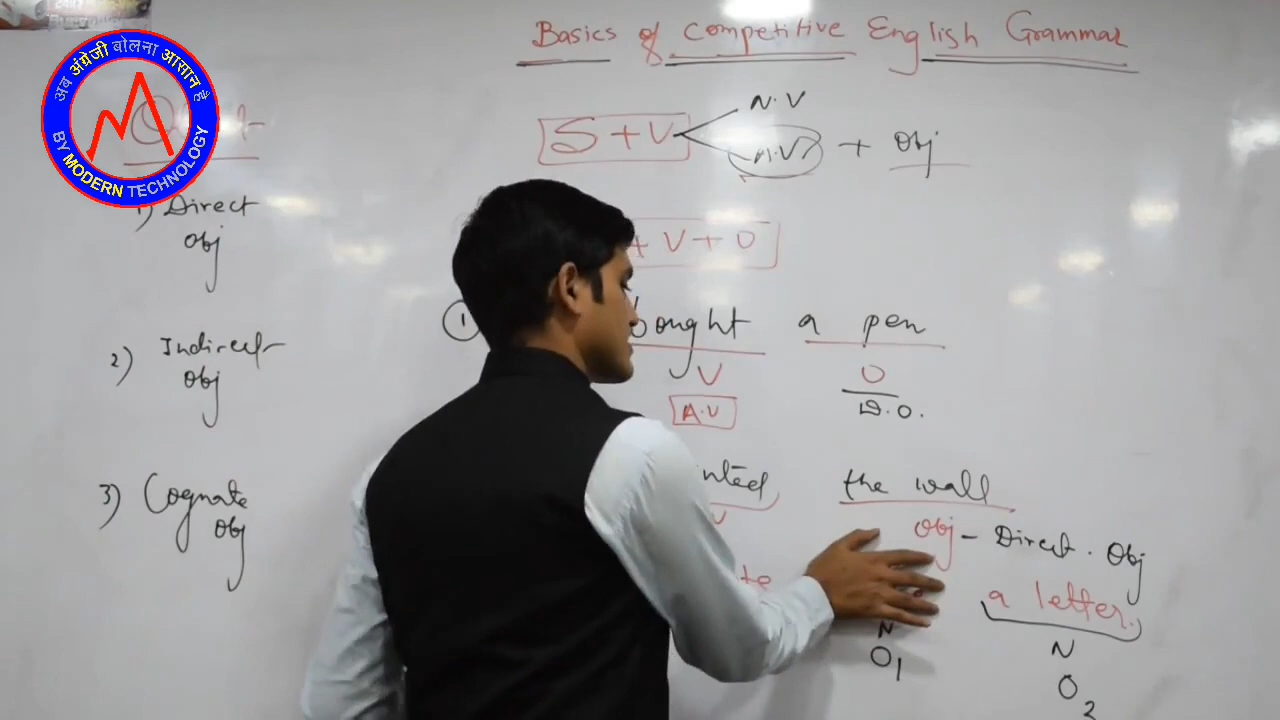 अब अंग्रेजी बोलना आसान है
BY MODERN TECHNOLOGY
Basics of Competitive English Grammar
S + V
N.V
A.V
+ Obj
1) Direct
Obj
+ V + O
1
bought a pen
V O
A.V D.O.
2) Indirect
Obj
the wall
Obj - Direct. Obj
3) Cognate
Obj
a letter.
N N
O1 O2